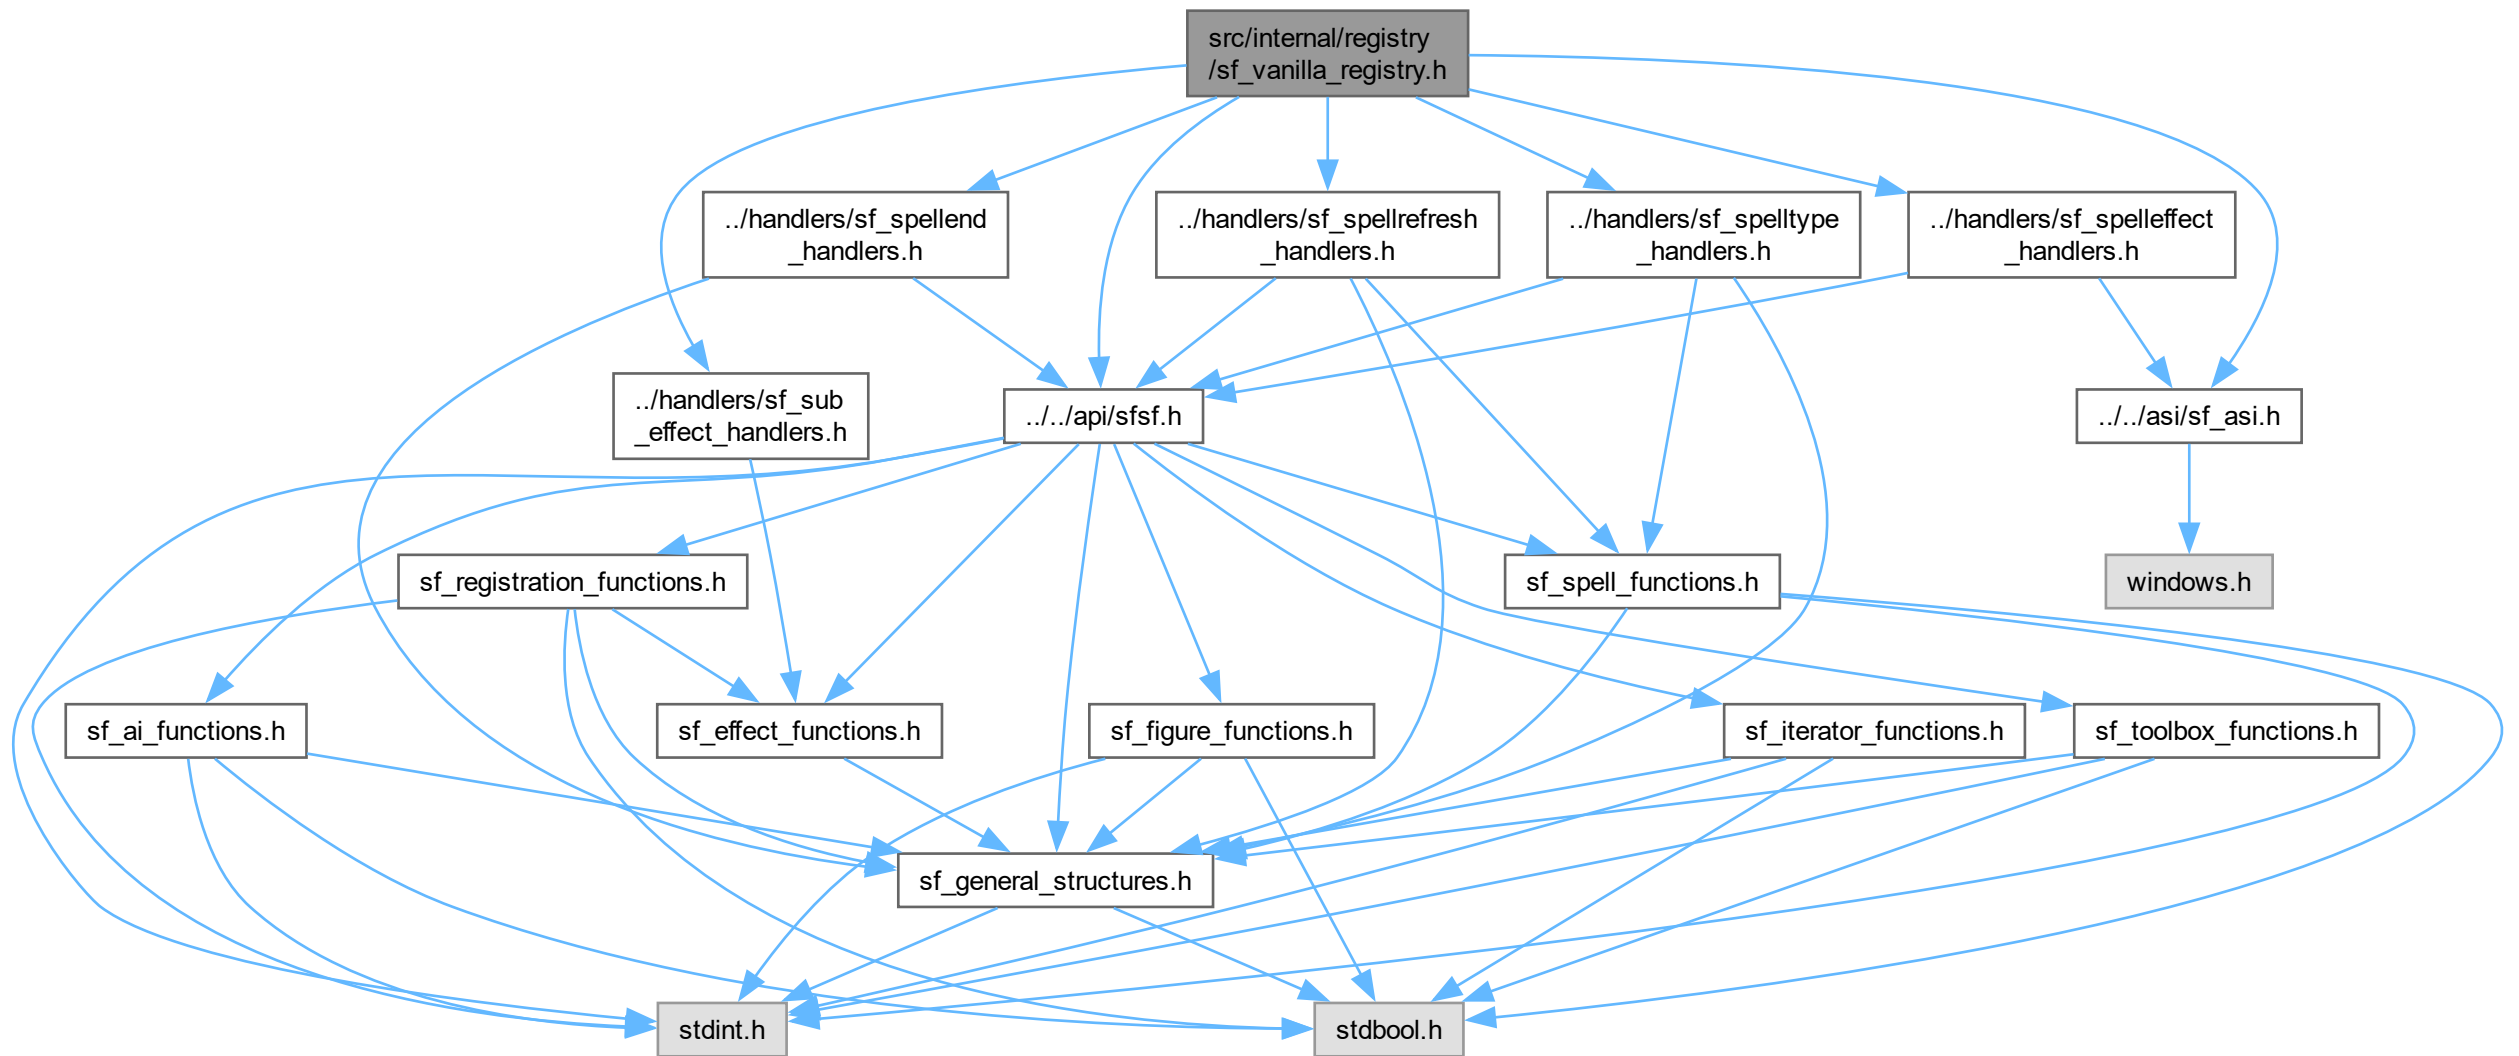 src/internal/registry
/sf_vanilla_registry.h
../handlers/sf_spellend
_handlers.h
../handlers/sf_spellrefresh
_handlers.h
../handlers/sf_spelltype
_handlers.h
../handlers/sf_spelleffect
_handlers.h
../handlers/sf_sub
_effect_handlers.h
../../api/sfsf.h
../../asi/sf_asi.h
sf_registration_functions.h
sf_spell_functions.h
windows.h
sf_ai_functions.h
sf_effect_functions.h
sf_figure_functions.h
sf_iterator_functions.h
sf_toolbox_functions.h
sf_general_structures.h
stdint.h
stdbool.h